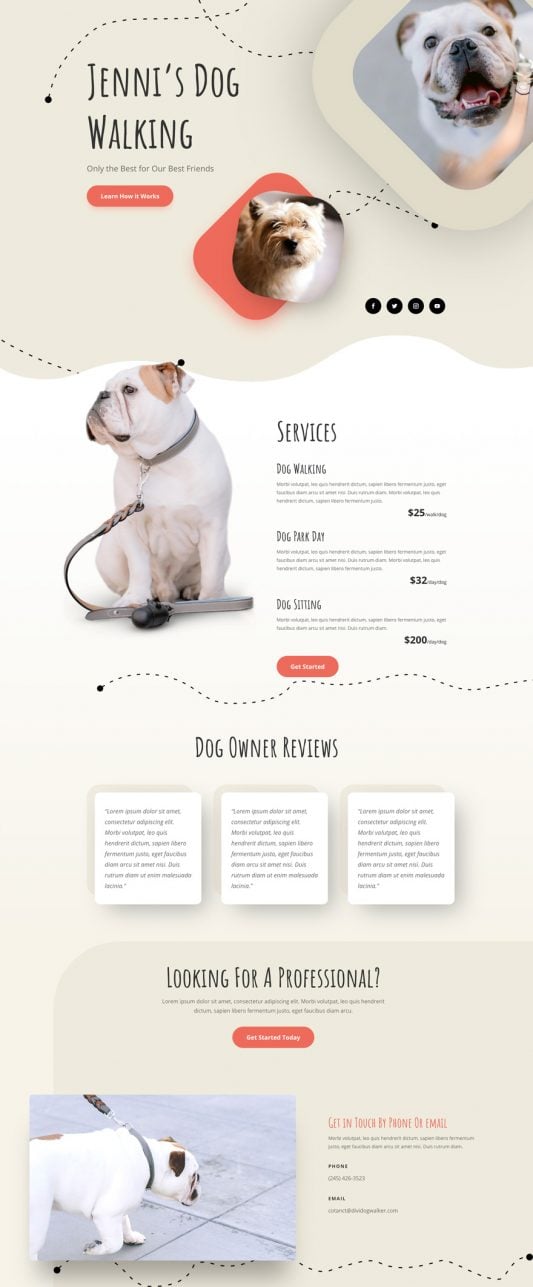 Jenni's Dog
Walking
Only the Best for Our Best Friends
Learn How it Works
Services
Dog Walking
Morbi volutpat, leo quis hendrerit dictum, sapien libero fermentum justo, eget
faucibus diam arcu sit amet nisi. Duis rutrum diam. Morbi volutpat, leo quis
hendrerit dictum, sapien libero fermentum justo.
$25/walk/dog
Dog Park Day
Morbi volutpat, leo quis hendrerit dictum, sapien libero fermentum justo, eget
faucibus diam arcu sit amet nisi. Duis rutrum diam. Morbi volutpat, leo quis
hendrerit dictum, sapien libero fermentum justo.
$32/day/dog
Dog Sitting
Morbi volutpat, leo quis hendrerit dictum, sapien libero fermentum justo, eget
faucibus diam arcu sit amet nisi. Duis rutrum diam.
$200/day/dog
Get Started
Dog Owner Reviews
"Lorem ipsum dolor sit amet,
consectetur adipiscing elit.
Morbi volutpat, leo quis
hendrerit dictum, sapien libero
fermentum justo, eget faucibus
diam arcu sit amet nisi. Duis
rutrum diam ut enim malesuada
lacinia."
"Lorem ipsum dolor sit amet,
consectetur adipiscing elit.
Morbi volutpat, leo quis
hendrerit dictum, sapien libero
fermentum justo, eget faucibus
diam arcu sit amet nisi. Duis
rutrum diam ut enim malesuada
lacinia."
"Lorem ipsum dolor sit amet,
consectetur adipiscing elit.
Morbi volutpat, leo quis
hendrerit dictum, sapien libero
fermentum justo, eget faucibus
diam arcu sit amet nisi. Duis
rutrum diam ut enim malesuada
lacinia."
Looking For A Professional?
Lorem ipsum dolor sit amet, consectetur adipiscing elit. Morbi volutpat, leo quis hendrerit
dictum, sapien libero fermentum justo, eget faucibus diam arcu.
Get Started Today
Get in Touch By Phone Or email
Morbi volutpat, leo quis hendrerit dictum, sapien libero fermentum
justo, eget faucibus diam arcu sit amet nisi. Duis rutrum diam.
PHONE
(245) 426-3523
EMAIL
cotanct@dividogwalker.com